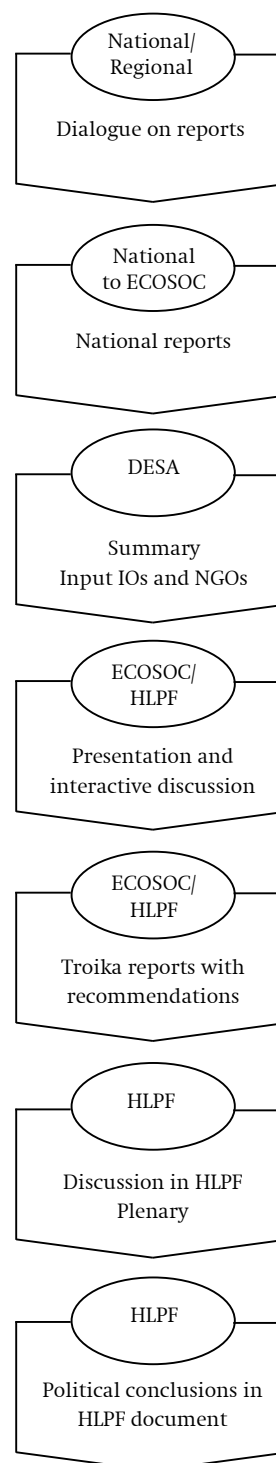 National/
Regional
Dialogue on reports
National
to ECOSOC
National reports
DESA
Summary
Input IOs and NGOs
ECOSOC/
HLPF
Presentation and
interactive discussion
ECOSOC/
HLPF
Troika reports with
recommendations
HLPF
Discussion in HLPF
Plenary
HLPF
Political conclusions in
HLPF document